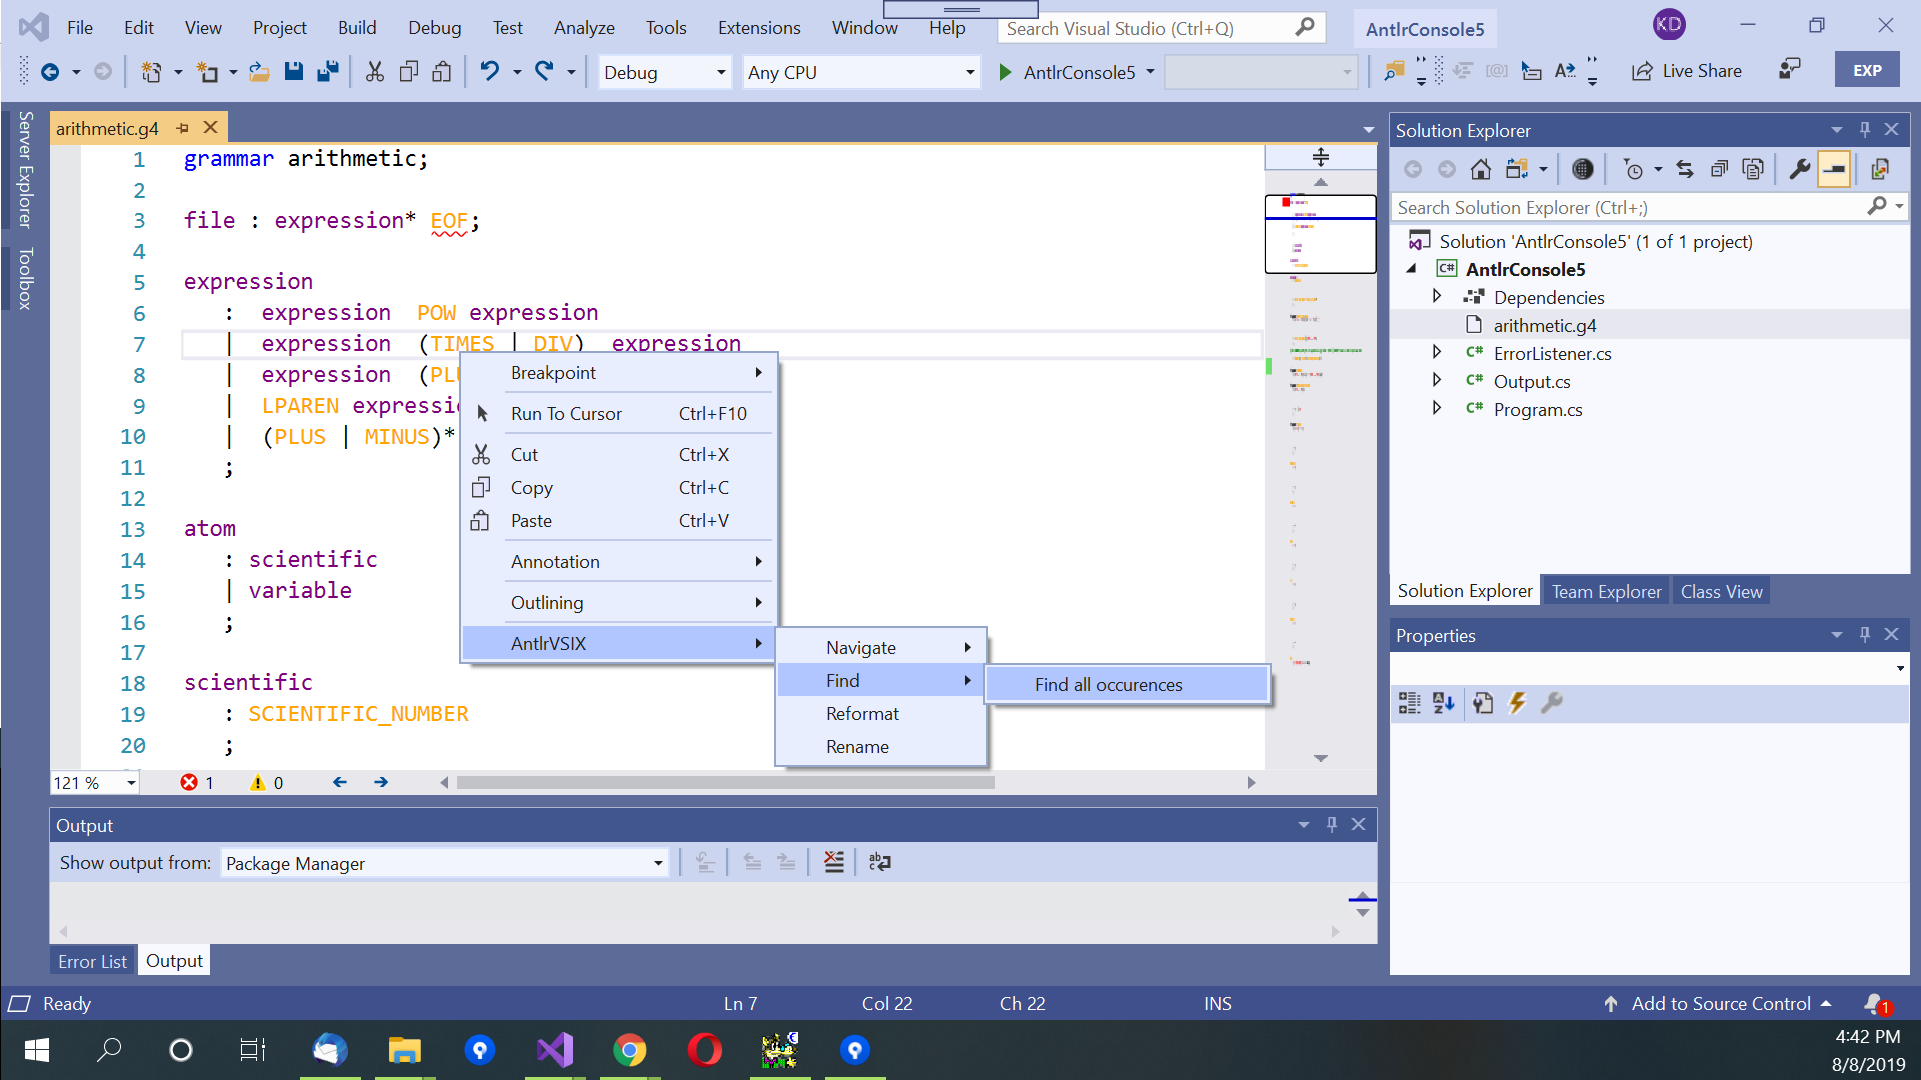 File Edit View Project Build Debug Test Analyze Tools Extensions Window Help Search Visual Studio (Ctrl+Q) AntlrConsole5 KD
Debug Any CPU AntlrConsole5 Live Share EXP
Server Explorer
Toolbox
arithmetic.g4
1 grammar arithmetic;
2
3 file : expression* EOF;
4
5 expression
6 : expression POW expression
7 | expression (TIMES | DIV) expression
8 | expression (PLU
9 | LPAREN expressi
10 | (PLUS | MINUS)*
11 ;
12
13 atom
14 : scientific
15 | variable
16 ;
17
18 scientific
19 : SCIENTIFIC_NUMBER
20 ;
Breakpoint
Run To Cursor Ctrl+F10
Cut Ctrl+X
Copy Ctrl+C
Paste Ctrl+V
Annotation
Outlining
AntlrVSIX
Navigate
Find
Reformat
Rename
Find all occurences
121 % 1 0
Output
Show output from: Package Manager
Error List Output
Solution Explorer
Search Solution Explorer (Ctrl+;)
Solution 'AntlrConsole5' (1 of 1 project)
C# AntlrConsole5
Dependencies
arithmetic.g4
C# ErrorListener.cs
C# Output.cs
C# Program.cs
Solution Explorer Team Explorer Class View
Properties
Ready Ln 7 Col 22 Ch 22 INS Add to Source Control 1
4:42 PM
8/8/2019